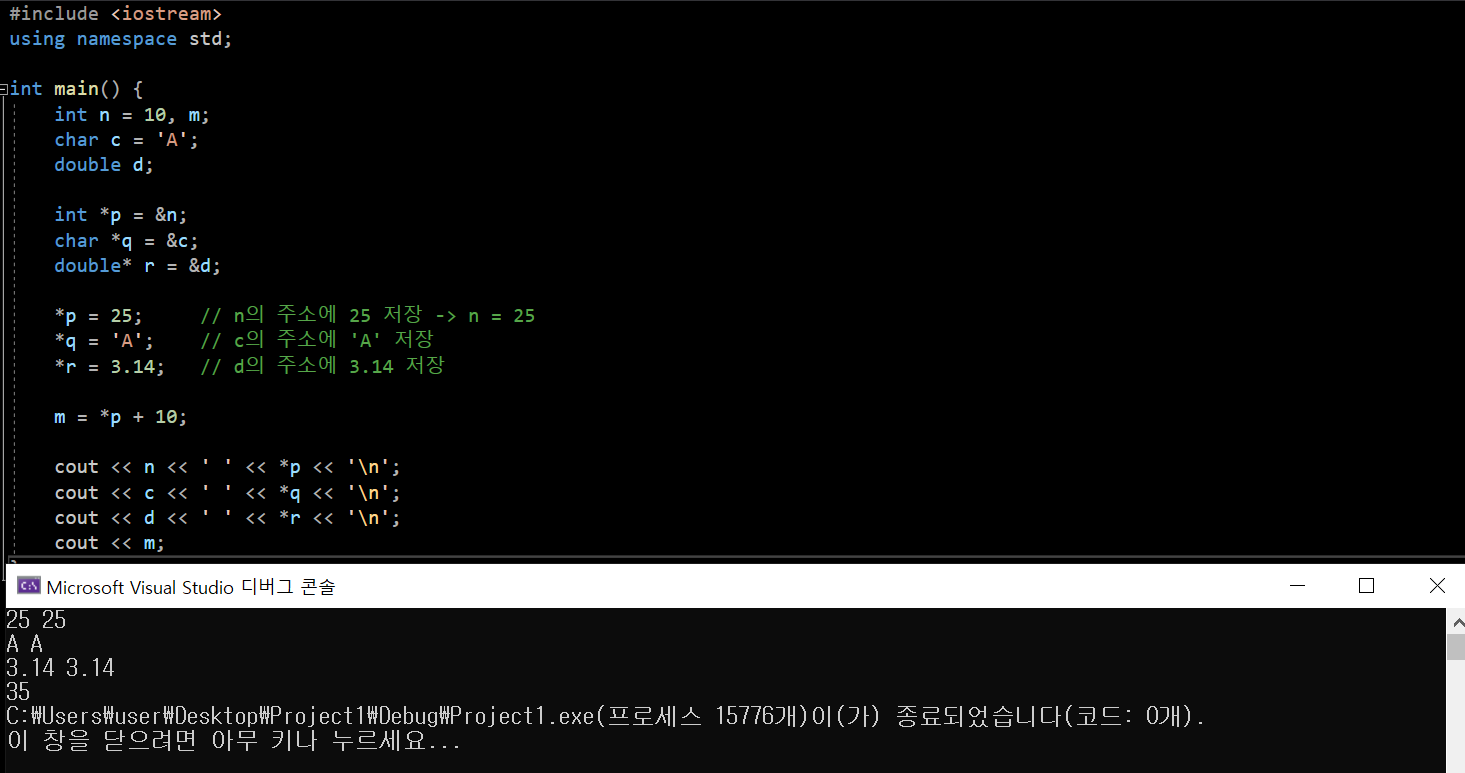 #include <iostream>
using namespace std;
int main() {
int n = 10, m;
char c = 'A';
double d;
int *p = &n;
char *q = &c;
double* r = &d;
*p = 25;     // n의 주소에 25 저장 -> n = 25
*q = 'A';    // c의 주소에 'A' 저장
*r = 3.14;   // d의 주소에 3.14 저장
m = *p + 10;
cout << n << ' ' << *p << '\n';
cout << c << ' ' << *q << '\n';
cout << d << ' ' << *r << '\n';
cout << m;
Microsoft Visual Studio 디버그 콘솔
25 25
A A
3.14 3.14
35
C:₩Users₩user₩Desktop₩Project1₩Debug₩Project1.exe(프로세스 15776개)이(가) 종료되었습니다(코드: 0개).
이 창을 닫으려면 아무 키나 누르세요...